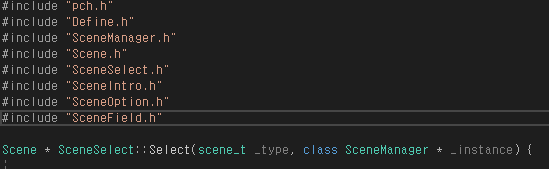 #include "pch.h"
#include "Define.h"
#include "SceneManager.h"
#include "Scene.h"
#include "SceneSelect.h"
#include "SceneIntro.h"
#include "SceneOption.h"
#include "SceneField.h"
Scene * SceneSelect::Select(scene_t _type, class SceneManager * _instance) {